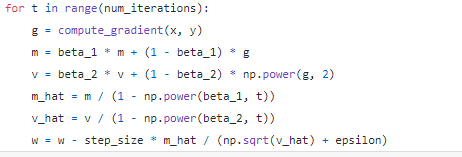 for t in range(num_iterations):
    g = compute_gradient(x, y)
    m = beta_1 * m + (1 - beta_1) * g
    v = beta_2 * v + (1 - beta_2) * np.power(g, 2)
    m_hat = m / (1 - np.power(beta_1, t))
    v_hat = v / (1 - np.power(beta_2, t))
    w = w - step_size * m_hat / (np.sqrt(v_hat) + epsilon)